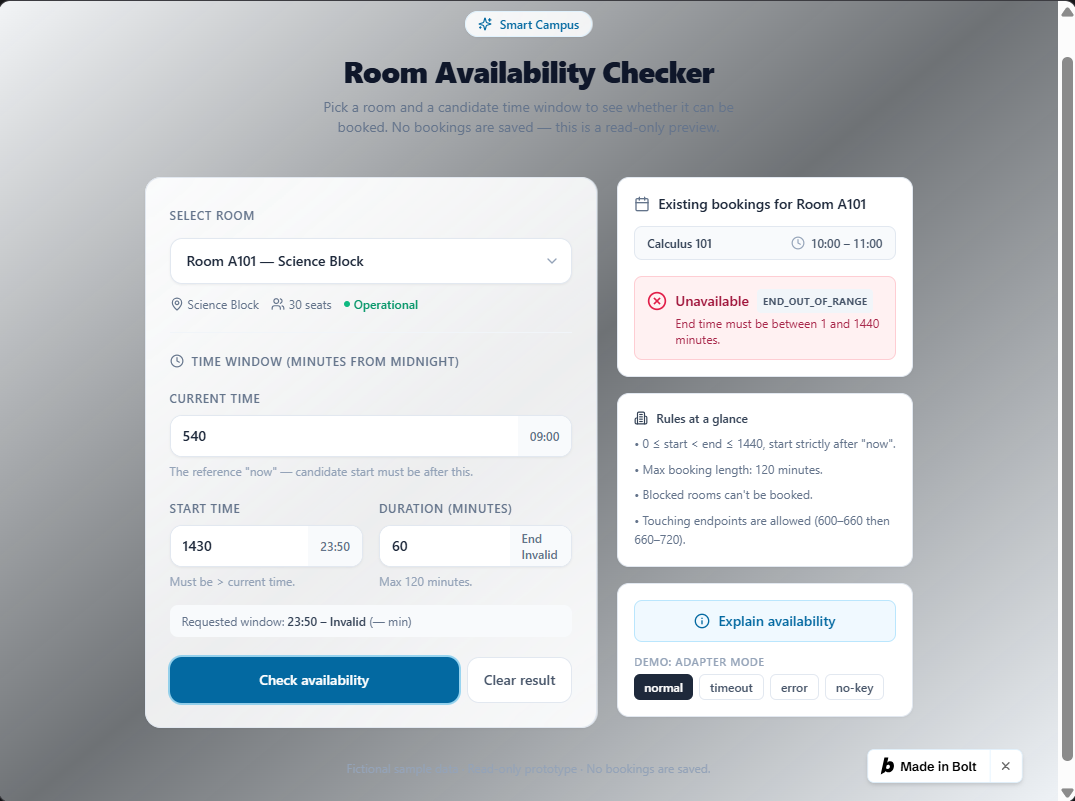 Smart Campus
Room Availability Checker
Pick a room and a candidate time window to see whether it can be
booked. No bookings are saved — this is a read-only preview.
SELECT ROOM
Room A101 — Science Block
Science Block 30 seats Operational
TIME WINDOW (MINUTES FROM MIDNIGHT)
CURRENT TIME
540 09:00
The reference "now" — candidate start must be after this.
START TIME
1430 23:50
Must be > current time.
DURATION (MINUTES)
60 End
Invalid
Max 120 minutes.
Requested window: 23:50 – Invalid (— min)
Check availability
Clear result
Existing bookings for Room A101
Calculus 101 10:00 – 11:00
Unavailable END_OUT_OF_RANGE
End time must be between 1 and 1440
minutes.
Rules at a glance
• 0 ≤ start < end ≤ 1440, start strictly after "now".
• Max booking length: 120 minutes.
• Blocked rooms can't be booked.
• Touching endpoints are allowed (600–660 then
660–720).
Explain availability
DEMO: ADAPTER MODE
normal timeout error no-key
Fictional prototype · No bookings are saved.
b Made in Bolt